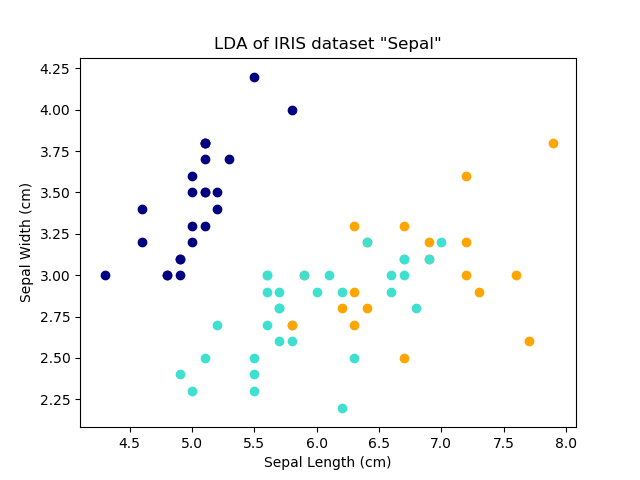 LDA of IRIS dataset "Sepal"
4.25
4.00
3.75
3.50
3.25
3.00
2.75
2.50
2.25
Sepal Width (cm)
4.5 5.0 5.5 6.0 6.5 7.0 7.5 8.0
Sepal Length (cm)